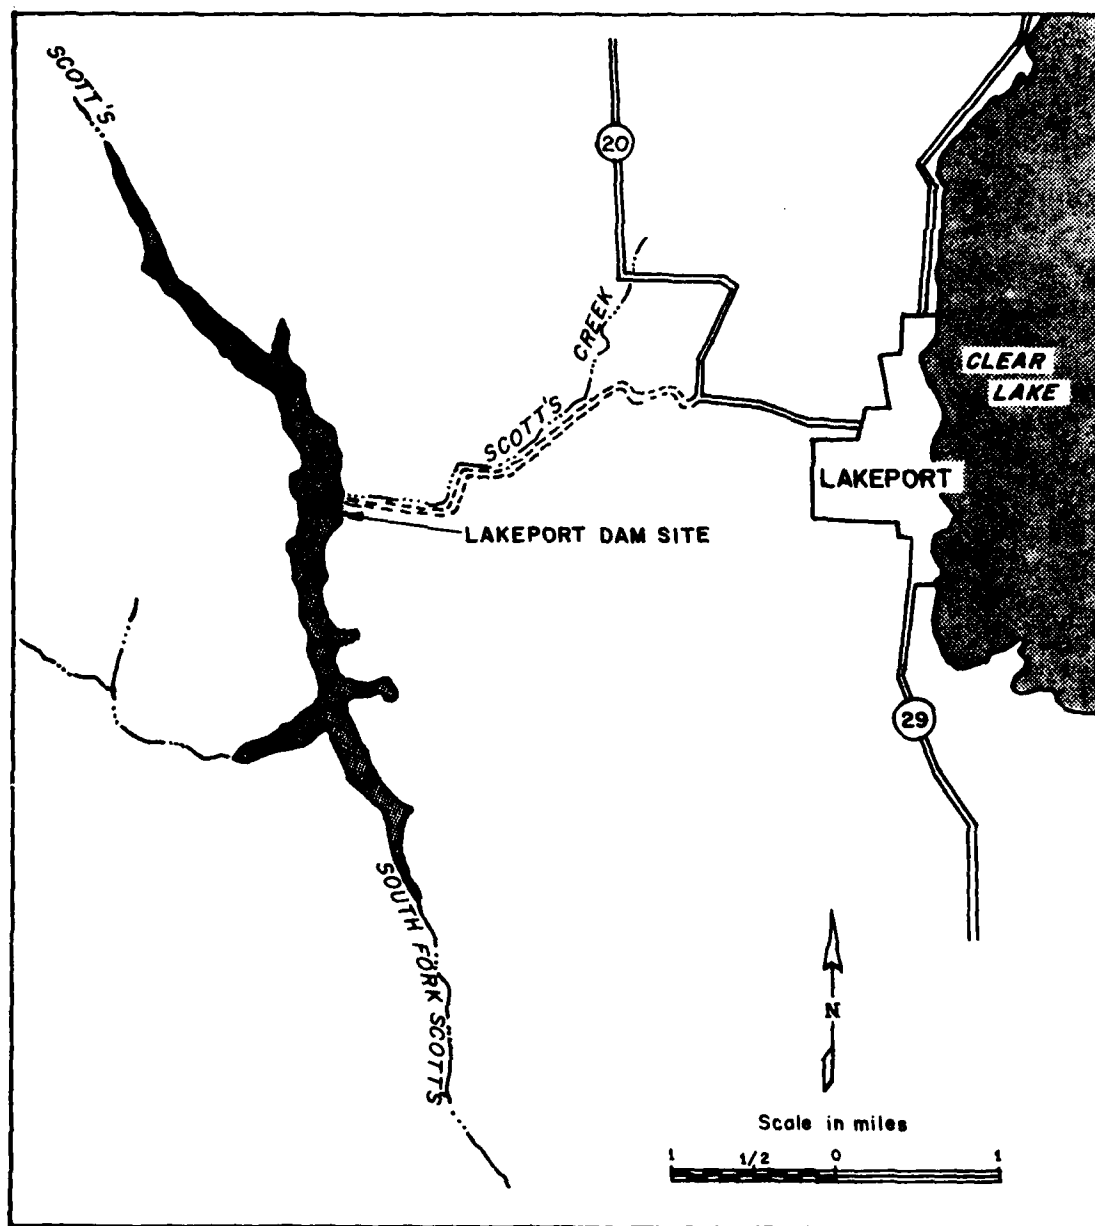 SCOTT'S
20
CREEK
CLEAR
LAKE
SCOTT'S
LAKEPORT
LAKEPORT DAM SITE
29
SOUTH FORK SCOTTS
N
Scale in miles
1 1/2 0 1